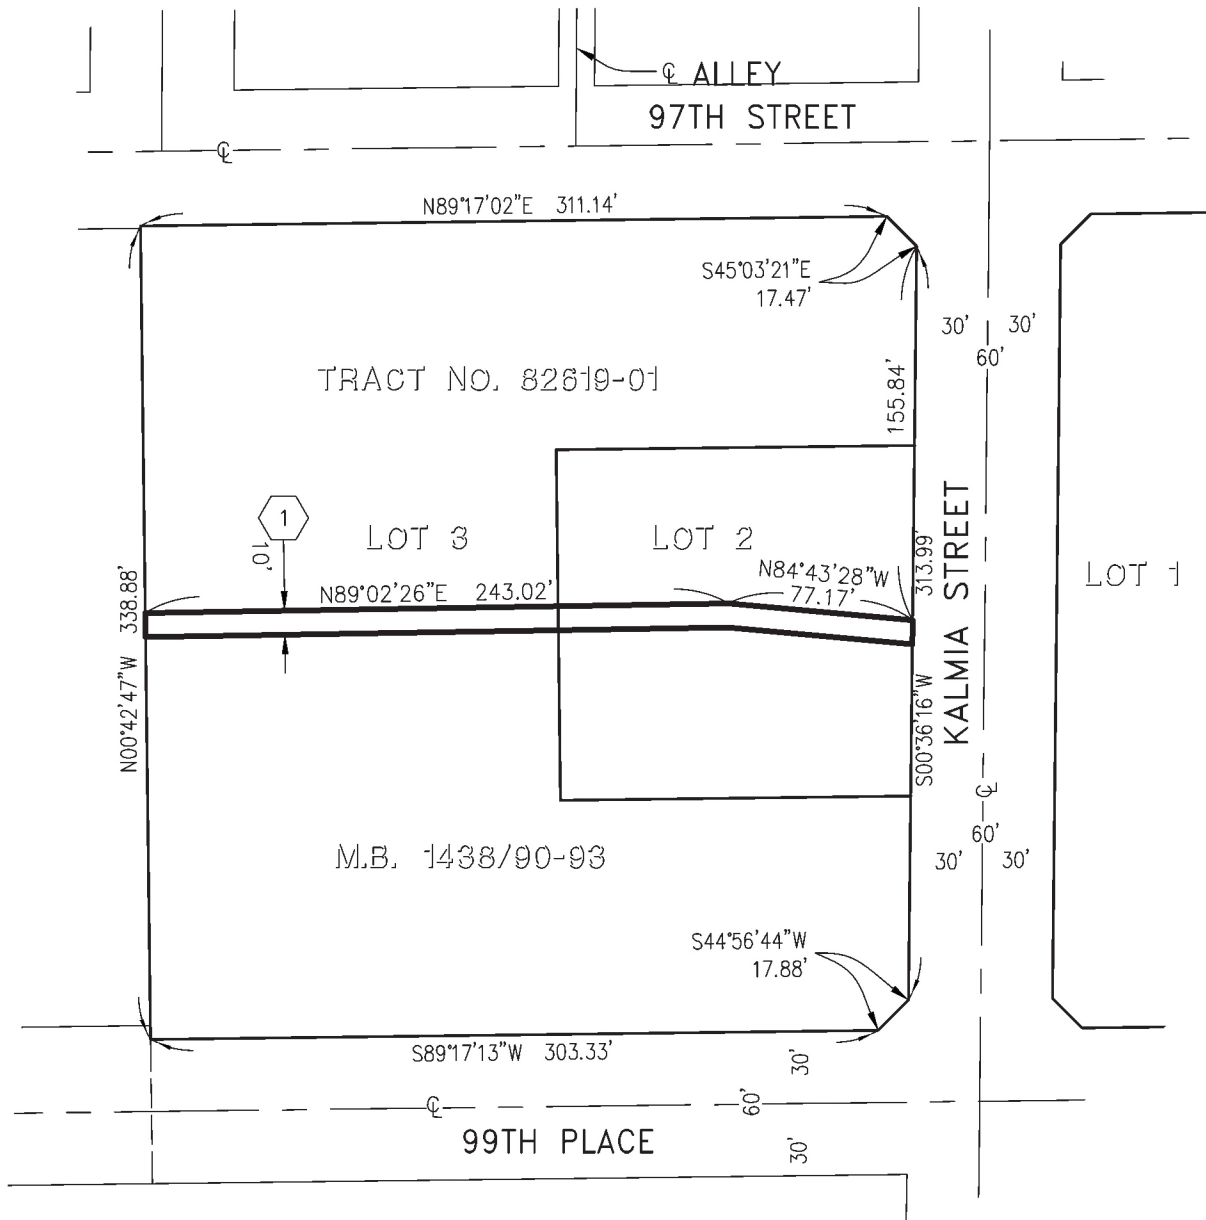 ℄ ALLEY
97TH STREET
℄
N89°17'02"E 311.14'
S45°03'21"E
17.47'
30' 30'
60'
TRACT NO. 82619-01
155.84'
1
10'
LOT 3
LOT 2
KALMIA STREET
LOT 1
N89°02'26"E 243.02'
N84°43'28"W
77.17'
313.99'
S00°36'16"W
338.88'
N00°42'47"W
℄
60'
30' 30'
M.B. 1438/90-93
S44°56'44"W
17.88'
S89°17'13"W 303.33'
30'
℄
60'
99TH PLACE
30'